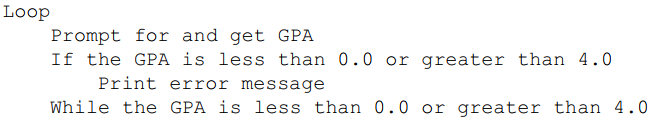 Loop
    Prompt for and get GPA
    If the GPA is less than 0.0 or greater than 4.0
        Print error message
    While the GPA is less than 0.0 or greater than 4.0